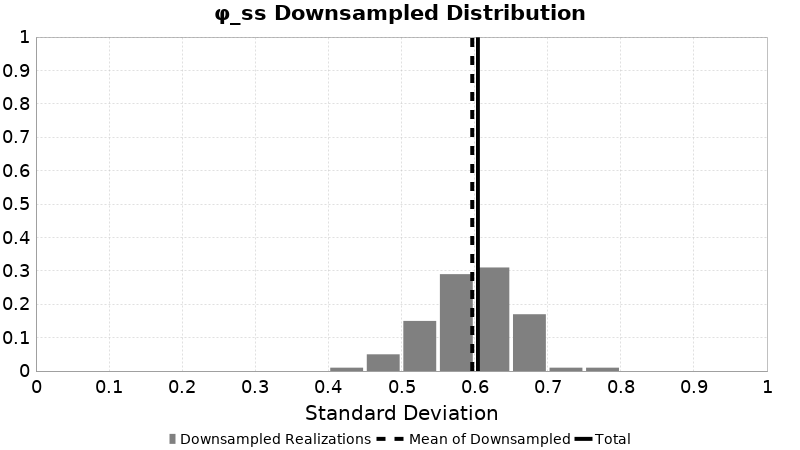 φ_ss Downsampled Distribution
1
0.9
0.8
0.7
0.6
0.5
0.4
0.3
0.2
0.1
0
0 0.1 0.2 0.3 0.4 0.5 0.6 0.7 0.8 0.9 1
Standard Deviation
Downsampled Realizations Mean of Downsampled Total